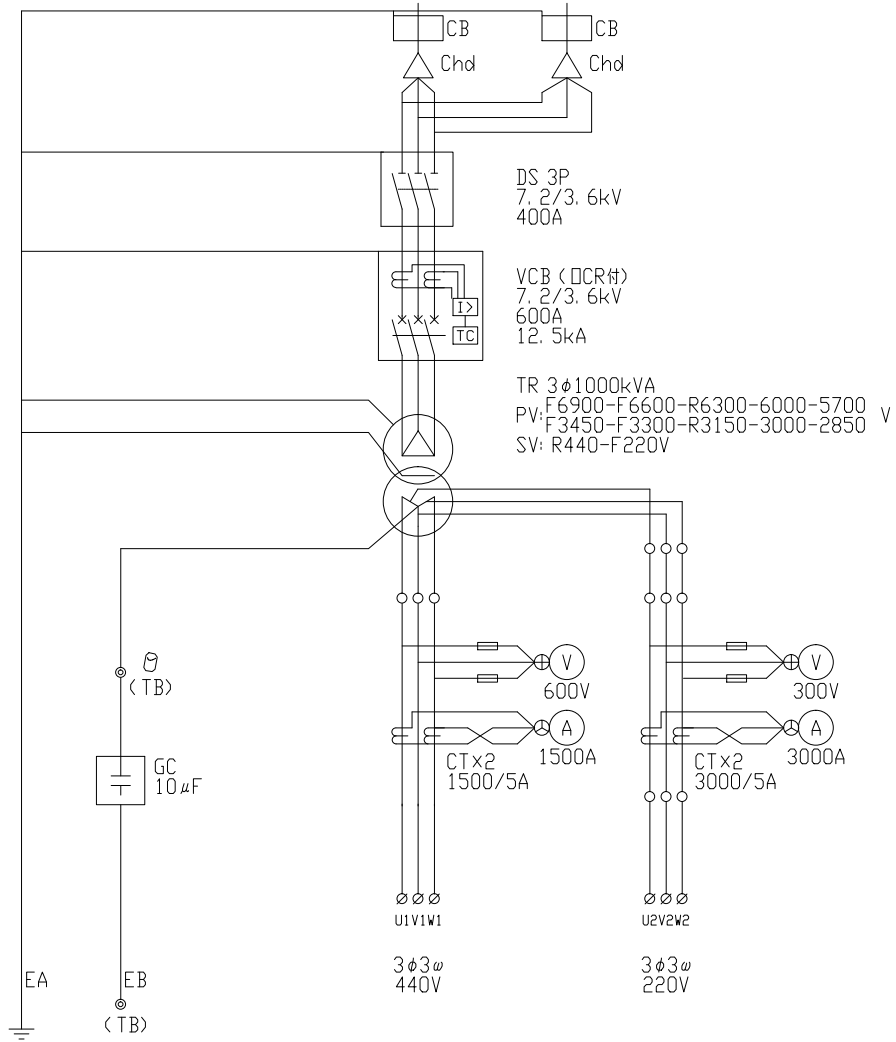 CB
CB
Chd
Chd
DS 3P
7.2/3.6kV
400A
VCB (OCR付)
7.2/3.6kV
600A
12.5kA
I>
TC
TR 3φ1000kVA
PV: F6900-F6600-R6300-6000-5700 V
F3450-F3300-R3150-3000-2850
SV: R440-F220V
(TB)
V
600V
V
300V
A
1500A
A
3000A
CT×2
1500/5A
CT×2
3000/5A
GC
10μF
U1V1W1
U2V2W2
3φ3ω
440V
3φ3ω
220V
EA
EB
(TB)